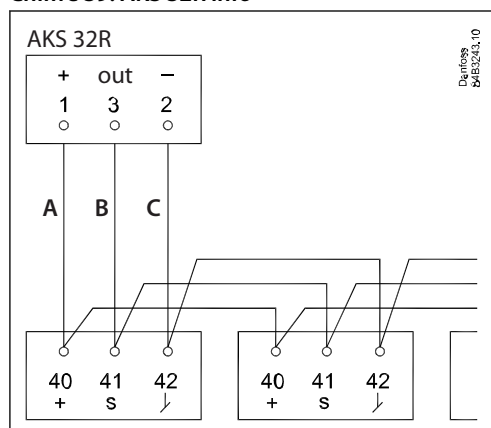 AKS 32R
+ out −
1 3 2
A B C
40 41 42
+ S
40 41 42
+ S
Danfoss
84B3243.10